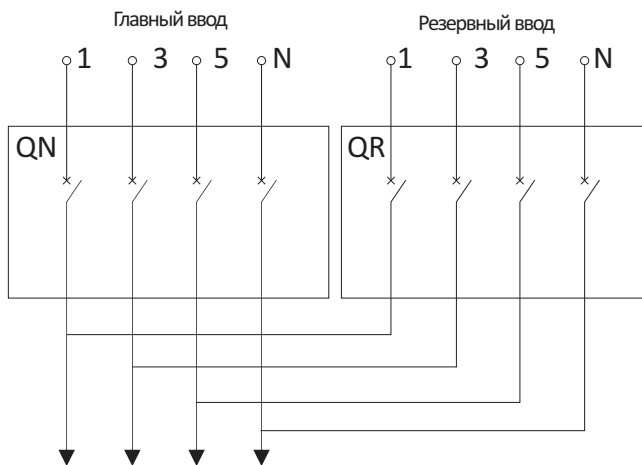 Главный ввод
Резервный ввод
1 3 5 N
1 3 5 N
QN
QR